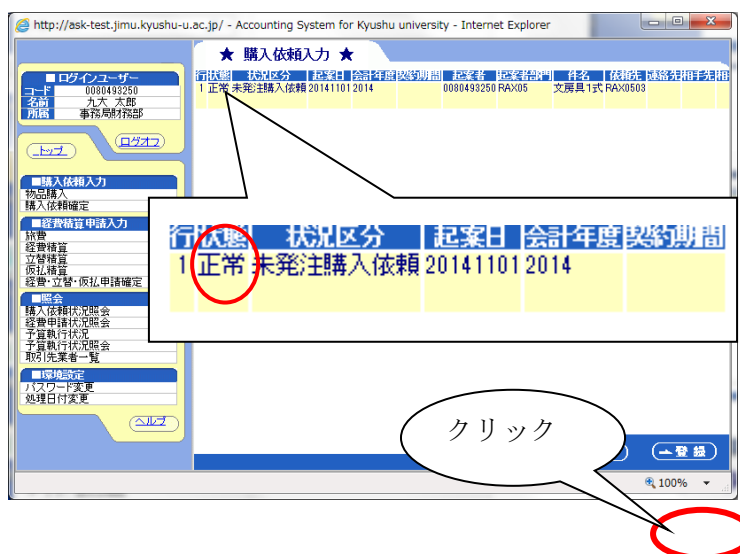 http://ask-test.jimu.kyushu-u.ac.jp/ - Accounting System for Kyushu university - Internet Explorer
★ 購入依頼入力 ★
■ログインユーザー
コード 0080493250
名前 九大 太郎
所属 事務局財務部
トップ ログオフ
■購入依頼入力
物品購入
購入依頼確定
■経費精算申請入力
旅費
経費精算
立替精算
仮払精算
経費・立替・仮払申請確定
■照会
購入依頼状況照会
経費申請状況照会
予算執行状況
予算執行状況照会
取引先業者一覧
■環境設定
パスワード変更
処理日付変更
ヘルプ
行 状態 状況区分 起案日 会計年度 契約期間 起案者 起案者部門 件名 依頼先 連絡先 相手先
1 正常 未発注購入依頼 20141101 2014 0080493250 RAX05 文房具1式 RAX0503
行 状態 状況区分 起案日 会計年度 契約期間
1 正常 未発注購入依頼 20141101 2014
クリック
登録
100%